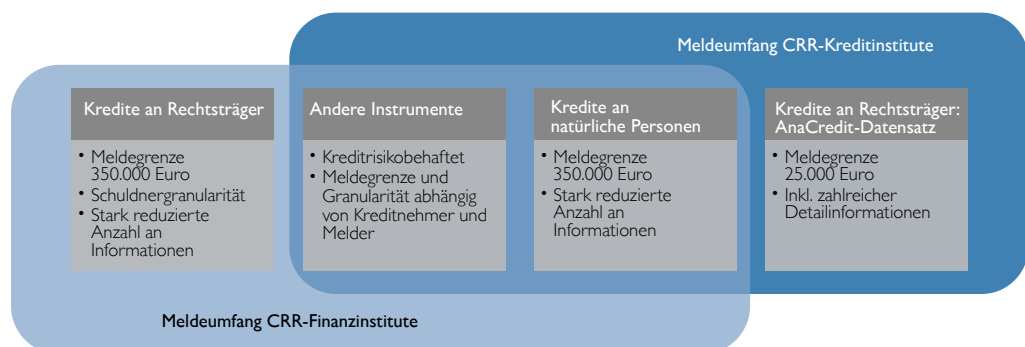 Meldeumfang CRR-Kreditinstitute
Kredite an Rechtsträger
• Meldegrenze
350.000 Euro
• Schuldnergranularität
• Stark reduzierte
Anzahl an
Informationen
Andere Instrumente
• Kreditrisikobehaftet
• Meldegrenze und
Granularität abhängig
von Kreditnehmer und
Melder
Kredite an
natürliche Personen
• Meldegrenze
350.000 Euro
• Stark reduzierte
Anzahl an
Informationen
Kredite an Rechtsträger:
AnaCredit-Datensatz
• Meldegrenze
25.000 Euro
• Inkl. zahlreicher
Detailinformationen
Meldeumfang CRR-Finanzinstitute